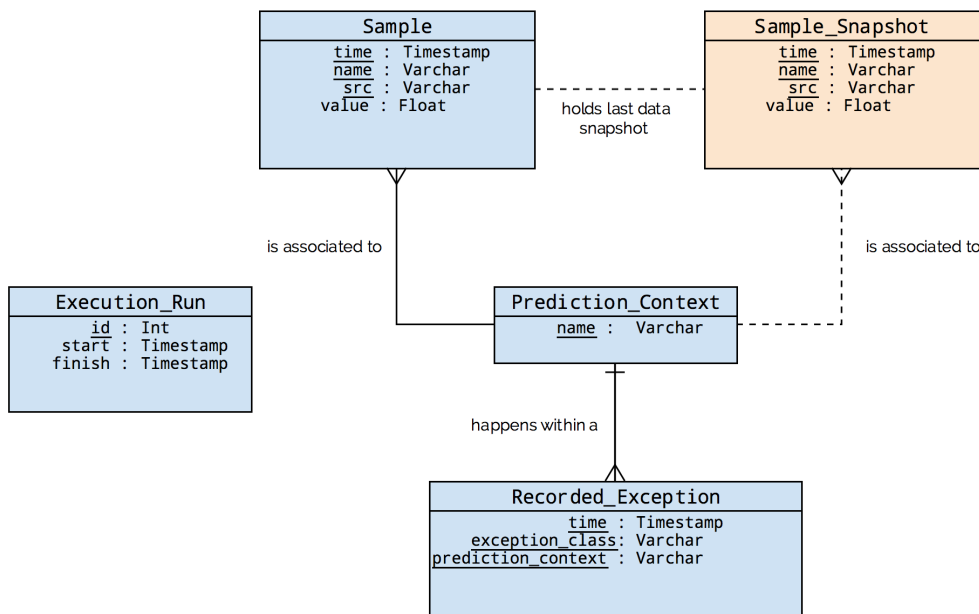 Sample
time : Timestamp
name : Varchar
src : Varchar
value : Float
Sample_Snapshot
time : Timestamp
name : Varchar
src : Varchar
value : Float
holds last data
snapshot
is associated to
is associated to
Execution_Run
id : Int
start : Timestamp
finish : Timestamp
Prediction_Context
name : Varchar
happens within a
Recorded_Exception
time : Timestamp
exception_class: Varchar
prediction_context : Varchar